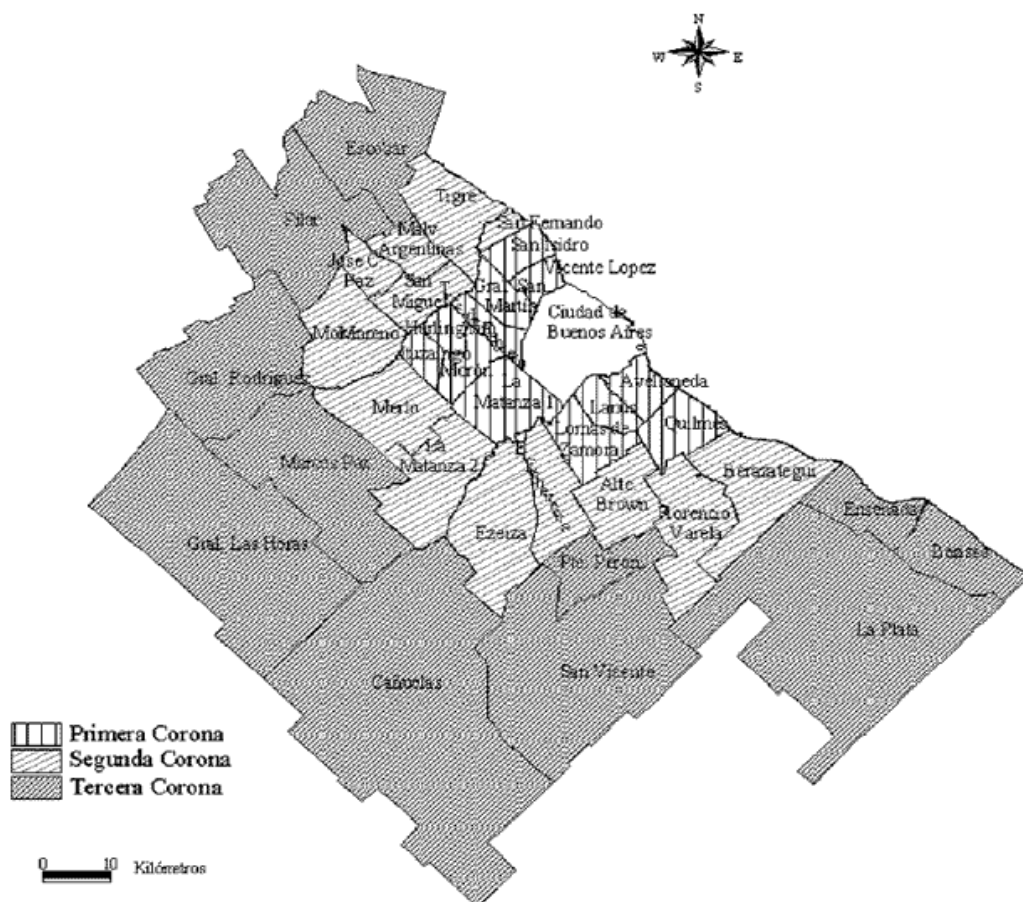 N
W E
S
Escobar
Tigre
Pilar
San Fernando
Malv.
Argentinas
San Isidro
Vicente Lopez
Jose C
Paz
San
Miguel
Gral. San
Martin
Ciudad de
Buenos Aires
Moreno
Hurlingham
Ituzaingo
Moron
Gral. Rodriguez
La
Matanza 1
Avellaneda
Lanus
Quilmes
Merlo
Lomas de
Zamora
La
Matanza 2
Marcos Paz
Berazategui
Alte.
Brown
Florencio
Varela
Ezeiza
Ensenada
Gral. Las Heras
Pte. Peron
Berisso
La Plata
San Vicente
Cañuelas
Primera Corona
Segunda Corona
Tercera Corona
0 10 Kilómetros